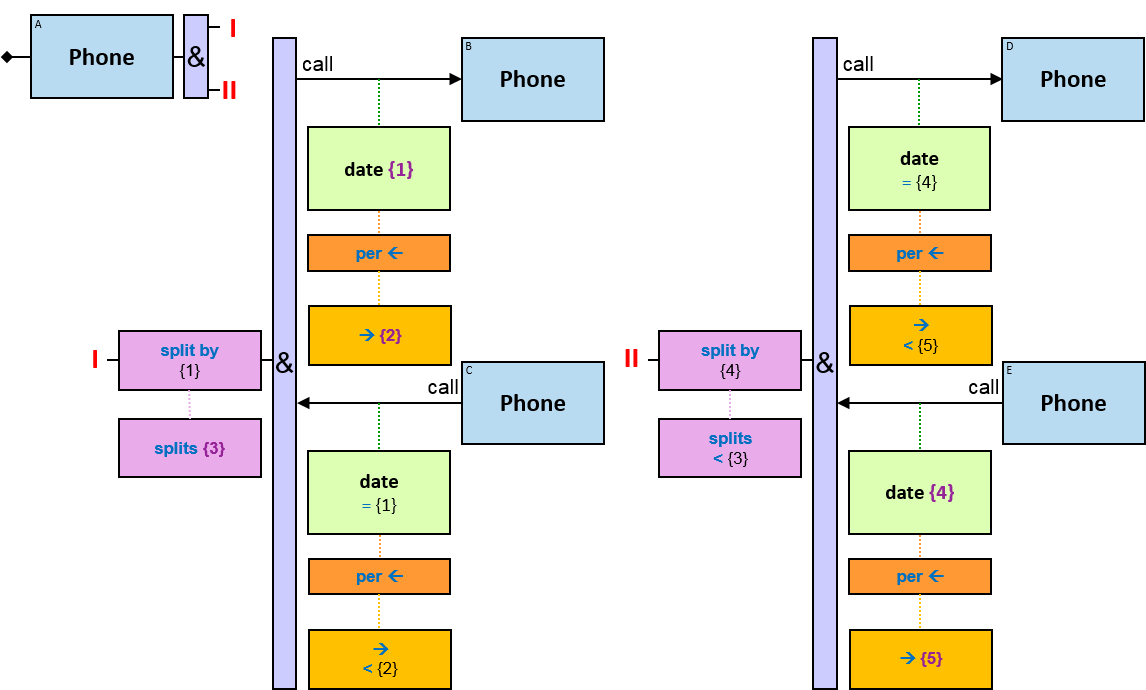 A
Phone
&
I
II
call
B
Phone
date {1}
per ←
→ {2}
I
split by
{1}
splits {3}
&
call
C
Phone
date
= {1}
per ←
→
< {2}
call
D
Phone
date
= {4}
per ←
→
< {5}
II
split by
{4}
splits
< {3}
&
call
E
Phone
date {4}
per ←
→ {5}